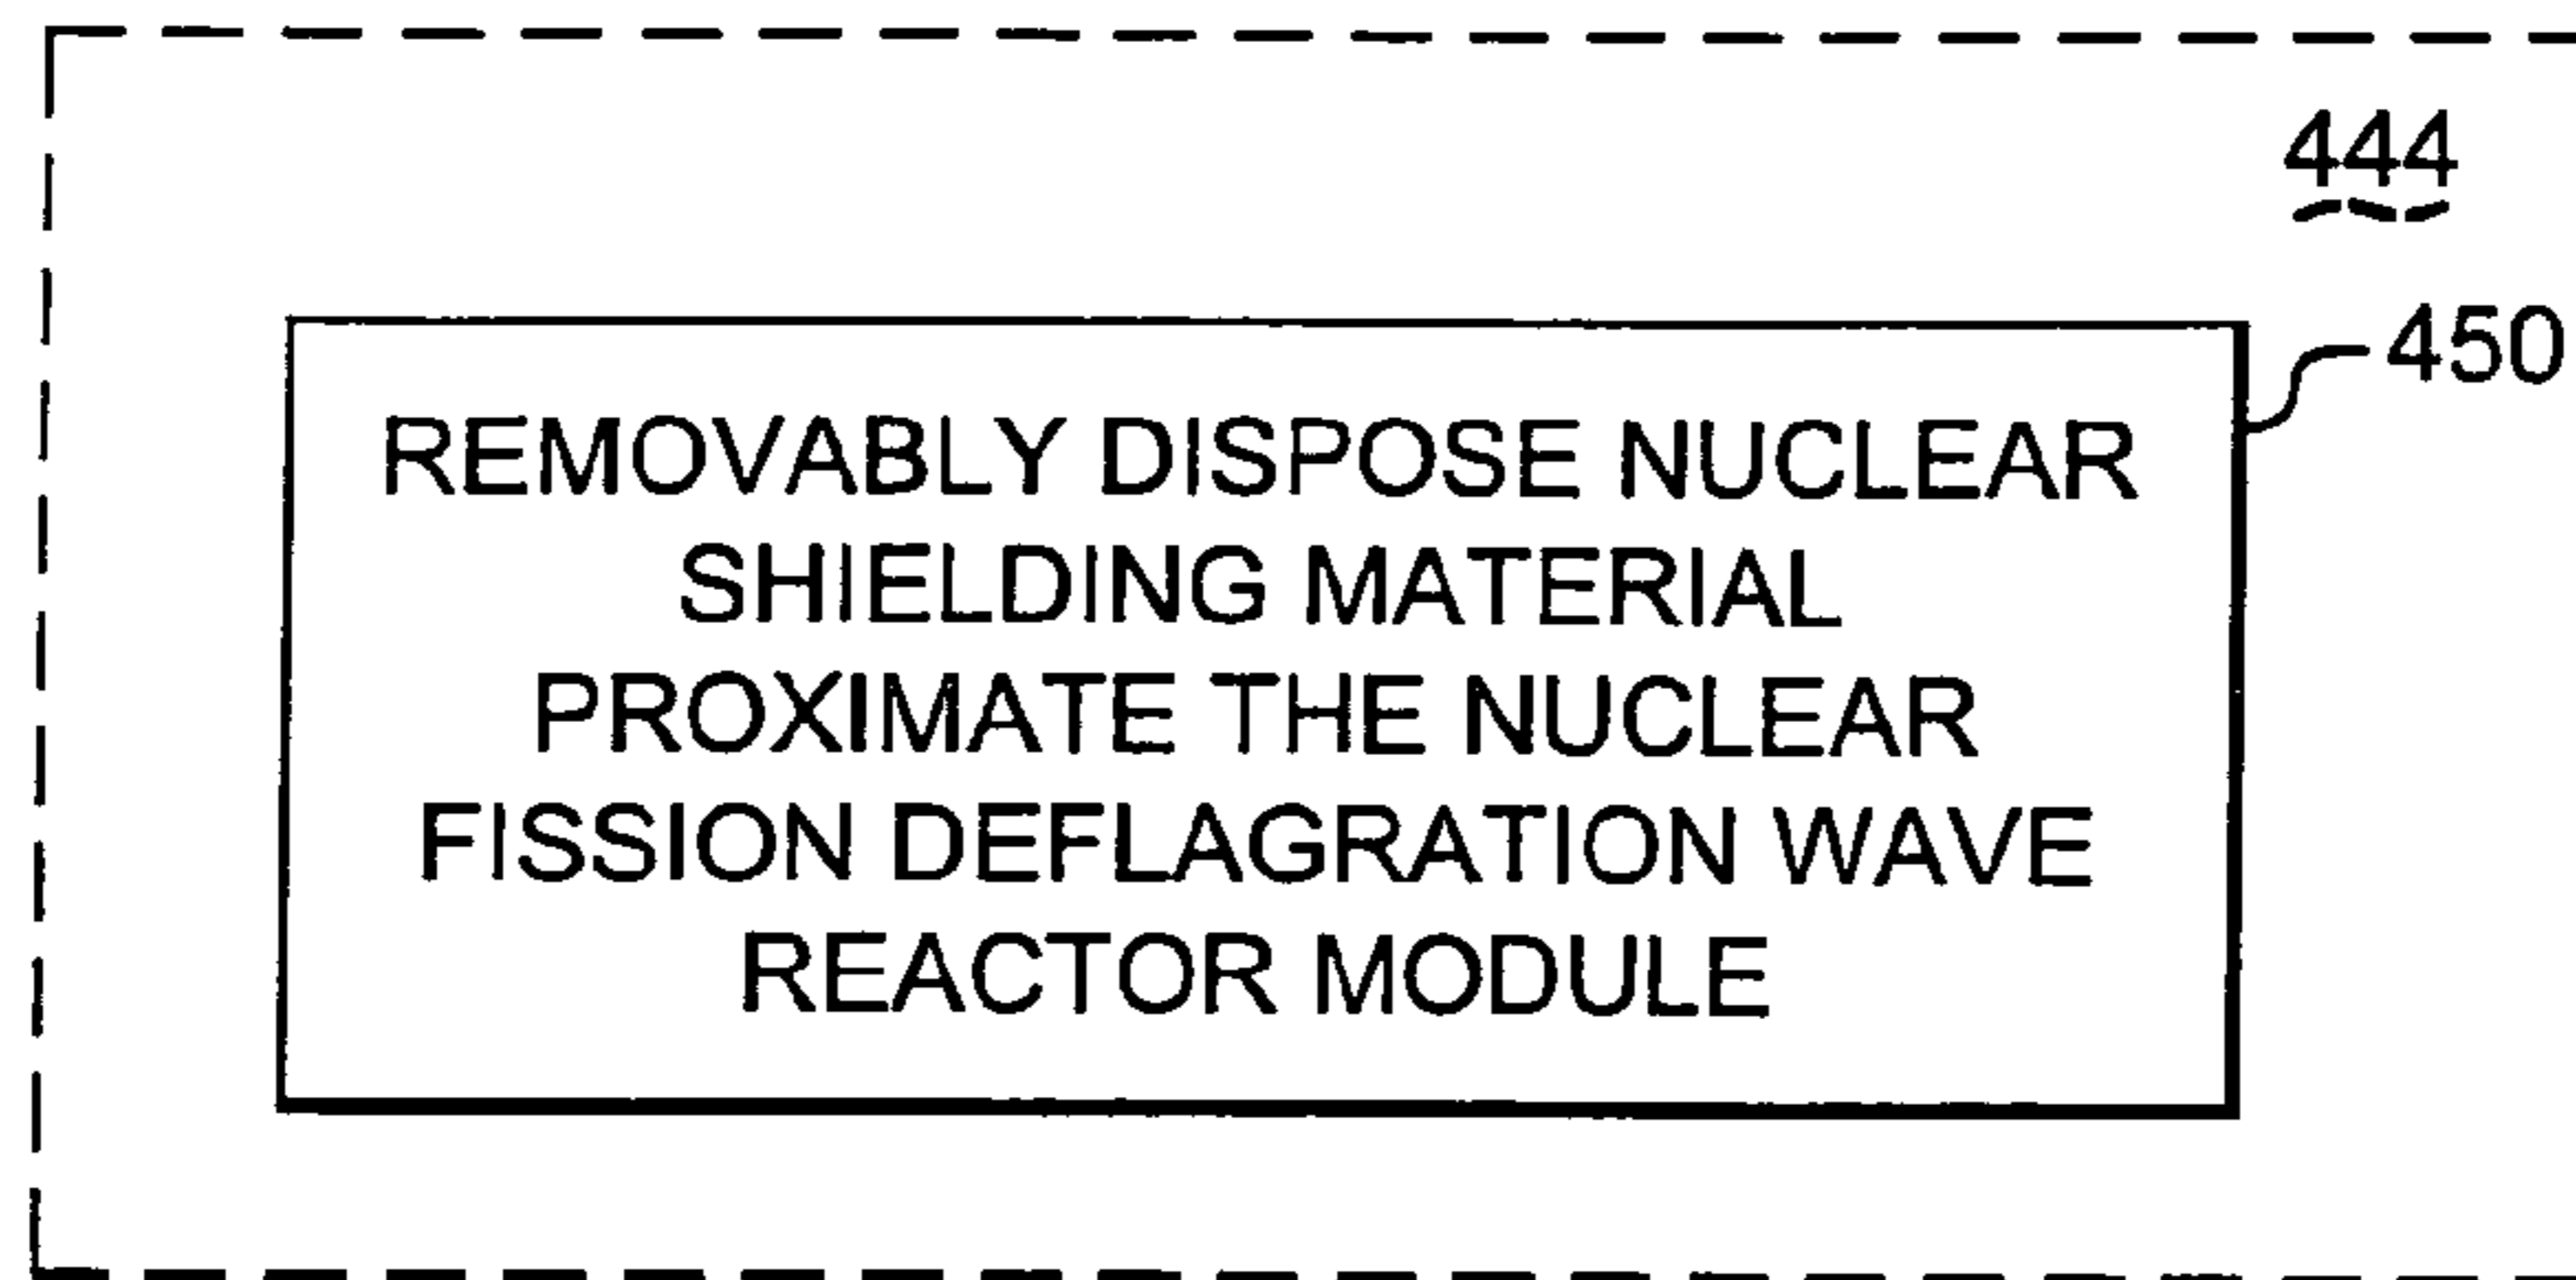 444
450
REMOVABLY DISPOSE NUCLEAR
SHIELDING MATERIAL
PROXIMATE THE NUCLEAR
FISSION DEFLAGRATION WAVE
REACTOR MODULE